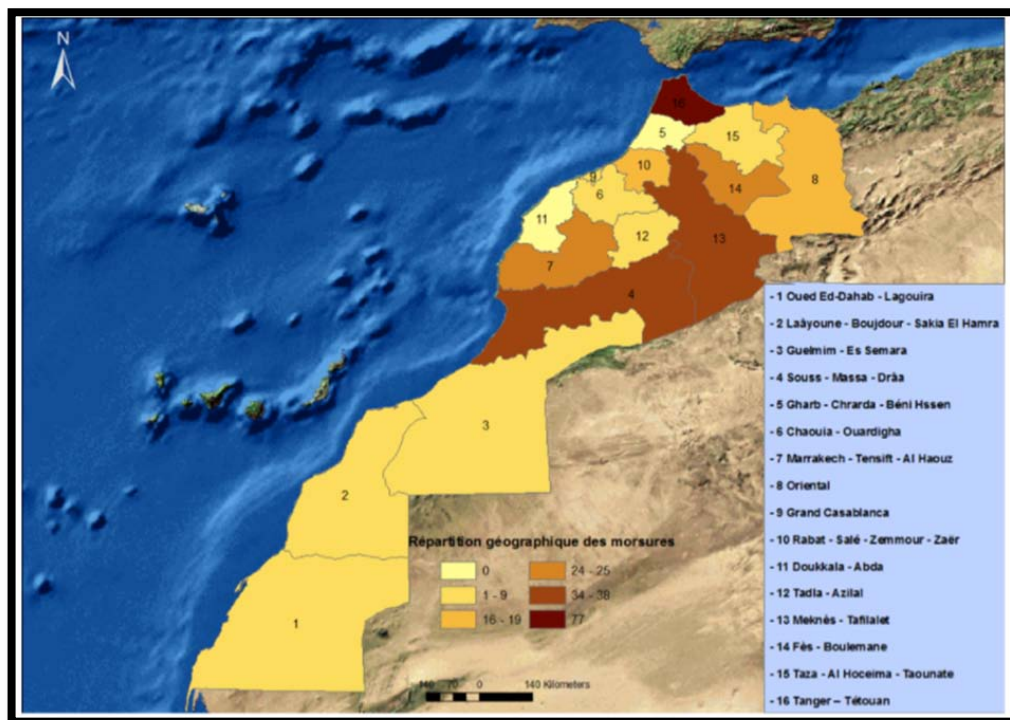 N
16
5
15
10
9
6
14
8
11
12
13
7
4
3
2
1
- 1 Oued Ed-Dahab - Lagouira
- 2 Laâyoune - Boujdour - Sakia El Hamra
- 3 Guelmim - Es Semara
- 4 Souss - Massa - Drâa
- 5 Gharb - Chrarda - Béni Hssen
- 6 Chaouia - Ouardigha
- 7 Marrakech - Tensift - Al Haouz
- 8 Oriental
- 9 Grand Casablanca
- 10 Rabat - Salé - Zemmour - Zaër
- 11 Doukkala - Abda
- 12 Tadla - Azilal
- 13 Meknès - Tafilalet
- 14 Fès - Boulemane
- 15 Taza - Al Hoceima - Taounate
- 16 Tanger – Tétouan
Répartition géographique des morsures
0 24 - 25
1 - 9 34 - 38
16 - 19 77
140 70 0 140 Kilometers